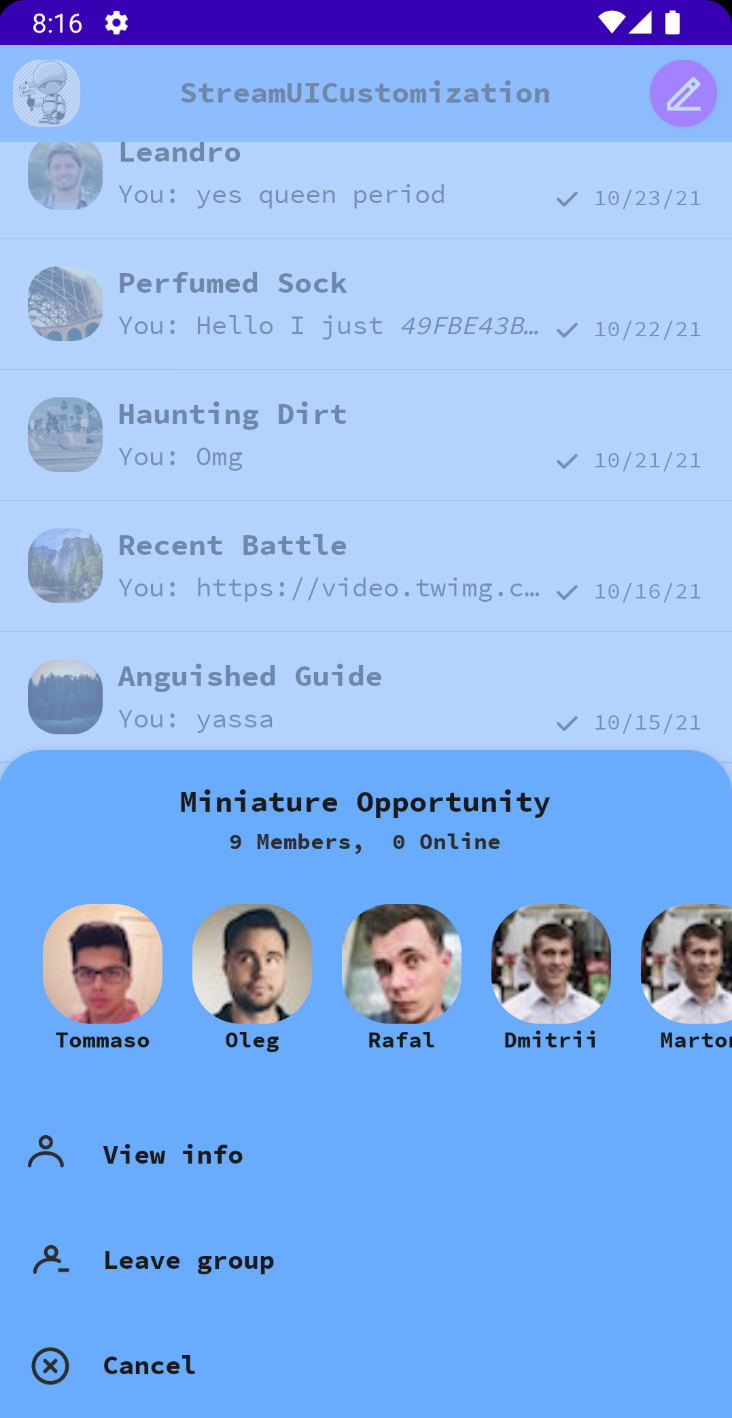 8:16
StreamUICustomization
Leandro
You: yes queen period
10/23/21
Perfumed Sock
You: Hello I just 49FBE43B…
10/22/21
Haunting Dirt
You: Omg
10/21/21
Recent Battle
You: https://video.twimg.c…
10/16/21
Anguished Guide
You: yassa
10/15/21
Miniature Opportunity
9 Members, 0 Online
Tommaso
Oleg
Rafal
Dmitrii
View info
Leave group
Cancel